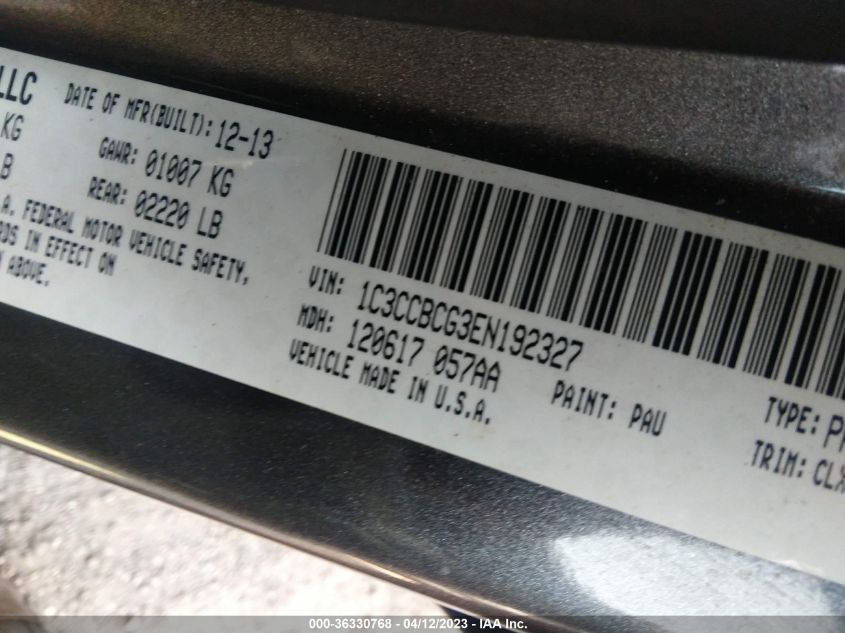 LLC DATE OF MFR(BUILT): 12-13
KG GAWR: 01007 KG
LB REAR: 02220 LB
A. FEDERAL MOTOR VEHICLE SAFETY,
RDS IN EFFECT ON
ABOVE.
VIN: 1C3CCBCG3EN192327
MDH: 120617 057AA
VEHICLE MADE IN U.S.A.
PAINT: PAU
TYPE:
TRIM: CLX
000-36330768 - 04/12/2023 - IAA Inc.